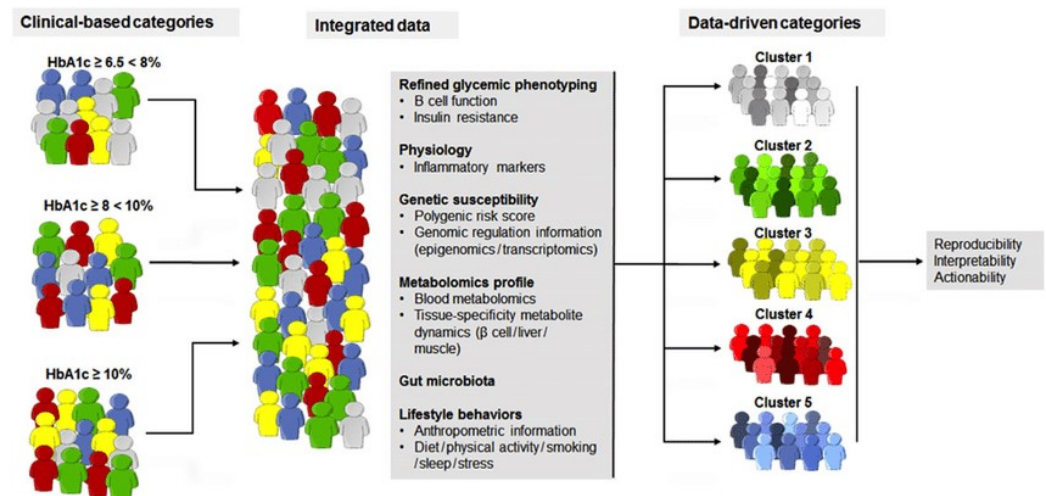 Clinical-based categories
Integrated data
Data-driven categories
HbA1c ≥ 6.5 < 8%
HbA1c ≥ 8 < 10%
HbA1c ≥ 10%
Refined glycemic phenotyping
• B cell function
• Insulin resistance
Physiology
• Inflammatory markers
Genetic susceptibility
• Polygenic risk score
• Genomic regulation information
(epigenomics/transcriptomics)
Metabolomics profile
• Blood metabolomics
• Tissue-specificity metabolite
dynamics (β cell/liver/
muscle)
Gut microbiota
Lifestyle behaviors
• Anthropometric information
• Diet/physical activity/smoking
/sleep/stress
Cluster 1
Cluster 2
Cluster 3
Cluster 4
Cluster 5
Reproducibility
Interpretability
Actionability